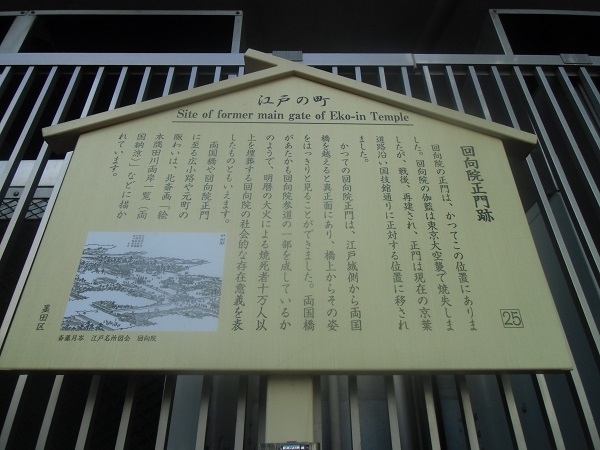 江戸の町
Site of former main gate of Eko-in Temple
回向院正門跡
回向院の正門は、かつてこの位置にありま
した。回向院の伽藍は東京大空襲で焼失しま
したが、戦後、再建され、正門は現在の京葉
道路沿い国技館通りに正対する位置に移され
ました。
かつての回向院正門は、江戸城側から両国
橋を越えると真正面にあり、橋上からその姿
をはっきりと見ることができました。両国橋
があたかも回向院参道の一部を成しているか
のようで、明暦の大火による焼死者十万人以
上を埋葬する回向院の社会的な存在意義を表
したものともいえます。
両国橋や回向院正門
に至る広小路や元町の
賑わいは、北斎画「絵
本隅田川両岸一覧（両
国納凉）」などに描か
れています。
斎藤月岑 江戸名所図会 回向院
墨田区
25